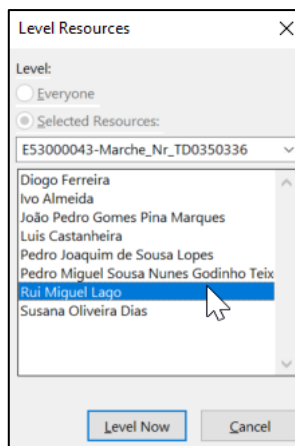 Level Resources
Level:
Everyone
Selected Resources:
E53000043-Marche_Nr_TD0350336
Diogo Ferreira
Ivo Almeida
João Pedro Gomes Pina Marques
Luis Castanheira
Pedro Joaquim de Sousa Lopes
Pedro Miguel Sousa Nunes Godinho Teix
Rui Miguel Lago
Susana Oliveira Dias
Level Now Cancel